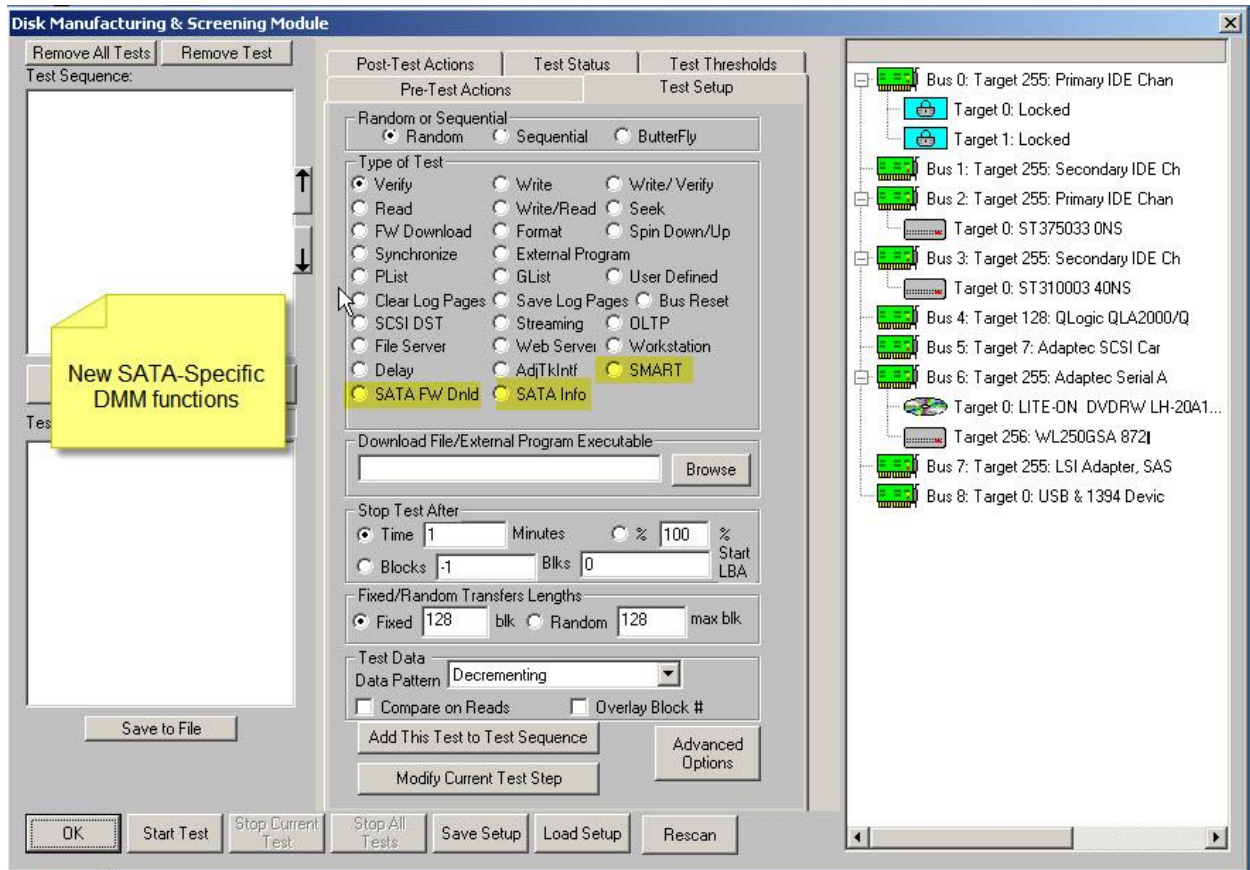 Disk Manufacturing & Screening Module
Remove All Tests
Remove Test
Test Sequence:
New SATA-Specific
DMM functions
Tes
Save to File
Post-Test Actions
Test Status
Test Thresholds
Pre-Test Actions
Test Setup
Random or Sequential
Random
Sequential
ButterFly
Type of Test
Verify
Write
Write/ Verify
Read
Write/Read
Seek
FW Download
Format
Spin Down/Up
Synchronize
External Program
PList
GList
User Defined
Clear Log Pages
Save Log Pages
Bus Reset
SCSI DST
Streaming
OLTP
File Server
Web Server
Workstation
Delay
AdjTkIntf
SMART
SATA FW Dnld
SATA Info
Download File/External Program Executable
Browse
Stop Test After
Time 1 Minutes
% 100 %
Blocks -1 Blks 0
Start
LBA
Fixed/Random Transfers Lengths
Fixed 128 blk
Random 128 max blk
Test Data
Data Pattern Decrementing
Compare on Reads
Overlay Block #
Add This Test to Test Sequence
Advanced
Options
Modify Current Test Step
Bus 0: Target 255: Primary IDE Chan
Target 0: Locked
Target 1: Locked
Bus 1: Target 255: Secondary IDE Ch
Bus 2: Target 255: Primary IDE Chan
Target 0: ST375033 0NS
Bus 3: Target 255: Secondary IDE Ch
Target 0: ST310003 40NS
Bus 4: Target 128: QLogic QLA2000/Q
Bus 5: Target 7: Adaptec SCSI Car
Bus 6: Target 255: Adaptec Serial A
Target 0: LITE-ON DVDRW LH-20A1...
Target 256: WL250GSA 872
Bus 7: Target 255: LSI Adapter, SAS
Bus 8: Target 0: USB & 1394 Devic
OK
Start Test
Stop Current
Test
Stop All
Tests
Save Setup
Load Setup
Rescan